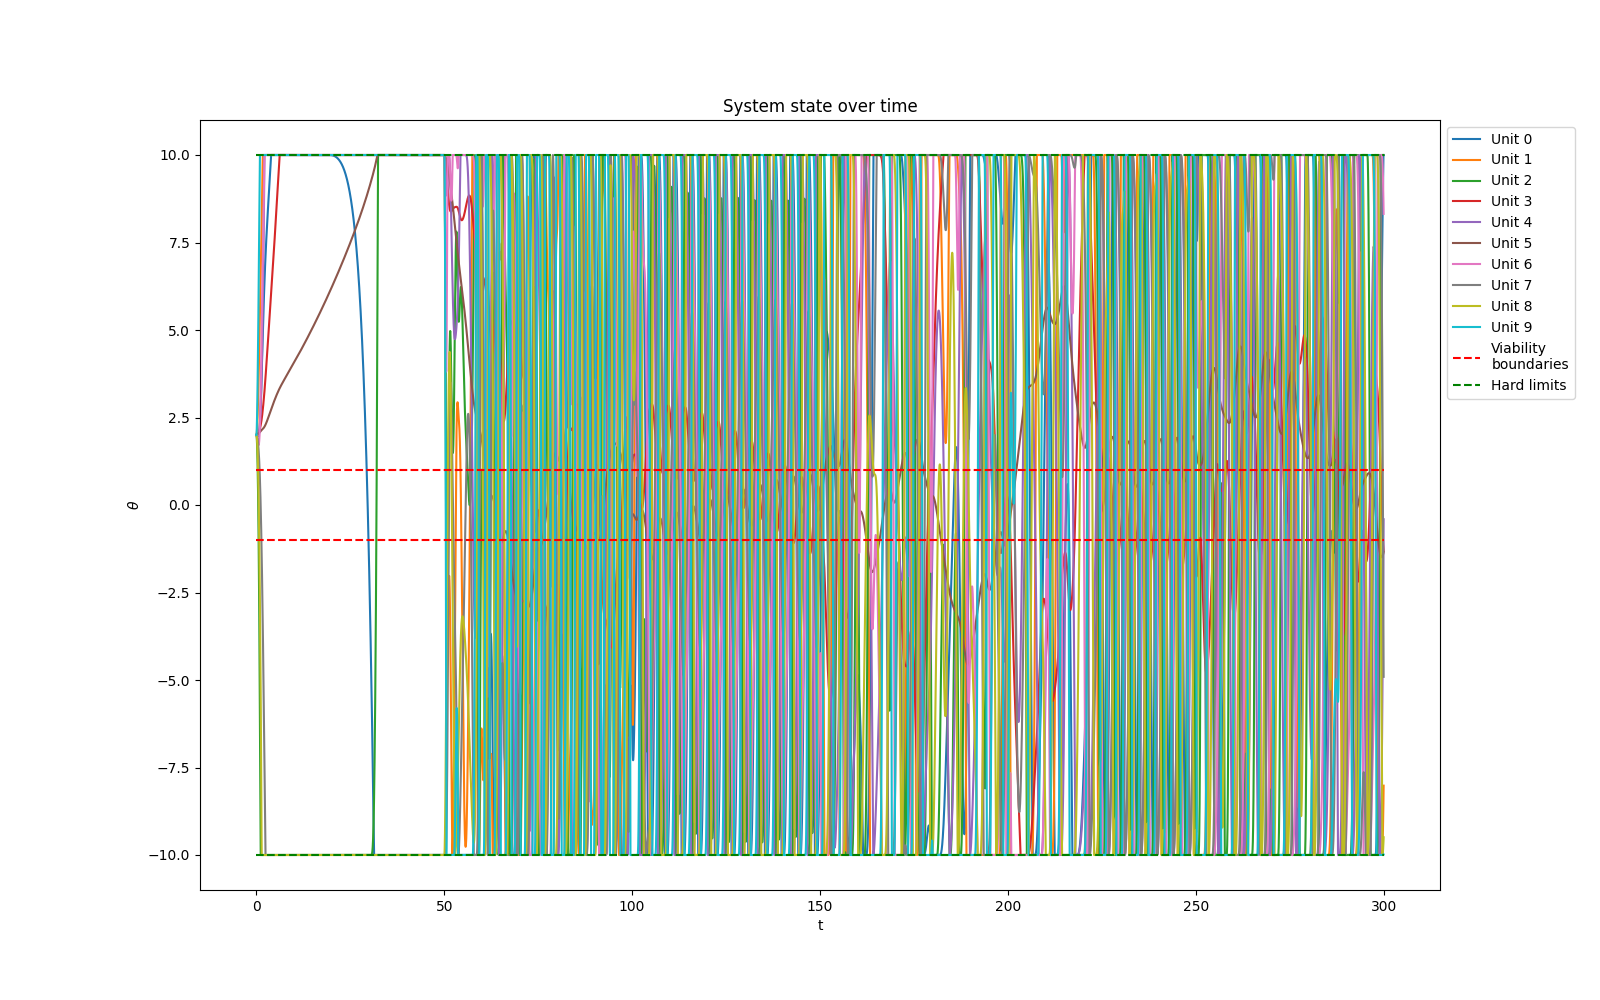 System state over time
10.0
7.5
5.0
2.5
0.0
−2.5
−5.0
−7.5
−10.0
θ
0
50
100
150
200
250
300
t
Unit 0
Unit 1
Unit 2
Unit 3
Unit 4
Unit 5
Unit 6
Unit 7
Unit 8
Unit 9
Viability
boundaries
Hard limits